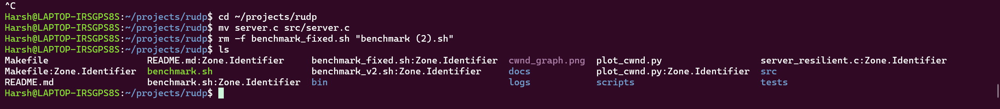 ^C
Harsh@LAPTOP-IRSGPS8S:~/projects/rudp$ cd ~/projects/rudp
Harsh@LAPTOP-IRSGPS8S:~/projects/rudp$ mv server.c src/server.c
Harsh@LAPTOP-IRSGPS8S:~/projects/rudp$ rm -f benchmark_fixed.sh "benchmark (2).sh"
Harsh@LAPTOP-IRSGPS8S:~/projects/rudp$ ls
Makefile                  README.md:Zone.Identifier     benchmark_fixed.sh:Zone.Identifier  cwnd_graph.png  plot_cwnd.py                  server_resilient.c:Zone.Identifier
Makefile:Zone.Identifier  benchmark.sh                  benchmark_v2.sh:Zone.Identifier     docs            plot_cwnd.py:Zone.Identifier  src
README.md                 benchmark.sh:Zone.Identifier  bin                                 logs            scripts                       tests
Harsh@LAPTOP-IRSGPS8S:~/projects/rudp$